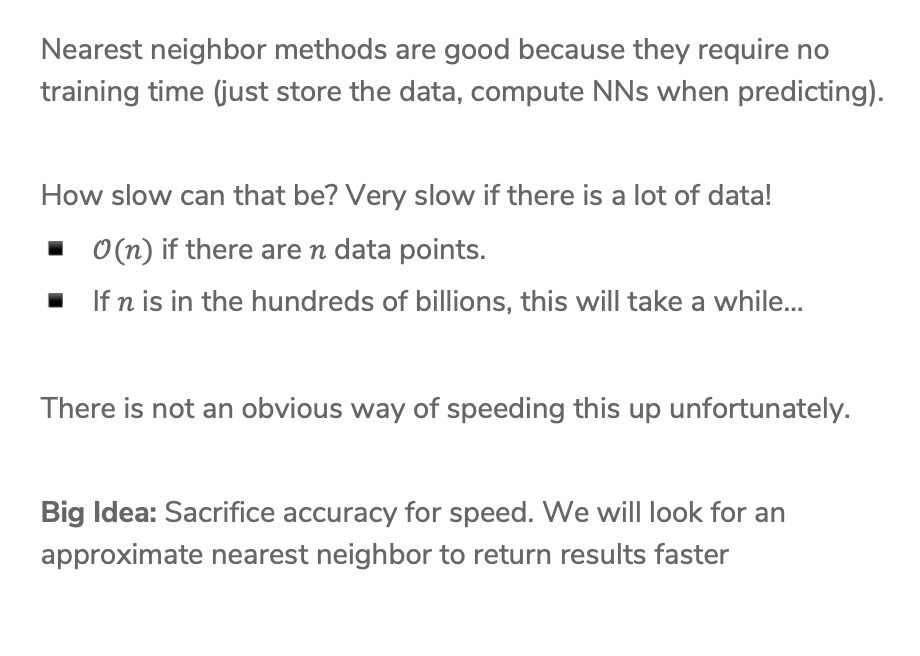 Nearest neighbor methods are good because they require no
training time (just store the data, compute NNs when predicting).
How slow can that be? Very slow if there is a lot of data!
▪ 𝒪(𝑛) if there are 𝑛 data points.
▪ If 𝑛 is in the hundreds of billions, this will take a while...
There is not an obvious way of speeding this up unfortunately.
Big Idea: Sacrifice accuracy for speed. We will look for an
approximate nearest neighbor to return results faster